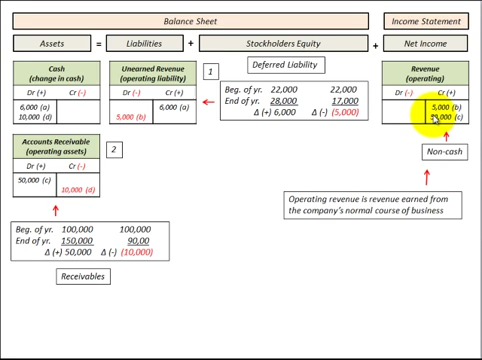 Balance Sheet
Income Statement
Assets
=
Liabilities
+
Stockholders Equity
+
Net Income
Cash
(change in cash)
Dr (+) Cr (-)
6,000 (a)
10,000 (d)
Unearned Revenue
(operating liability)
Dr (-) Cr (+)
6,000 (a)
5,000 (b)
1
Deferred Liability
Beg. of yr. 22,000 22,000
End of yr. 28,000 17,000
Δ (+) 6,000 Δ (-) (5,000)
Revenue
(operating)
Dr (-) Cr (+)
5,000 (b)
(c)
Non-cash
Accounts Receivable
(operating assets)
Dr (+) Cr (-)
50,000 (c)
10,000 (d)
2
Operating revenue is revenue earned from
the company's normal course of business
Beg. of yr. 100,000 100,000
End of yr. 150,000 90,00
Δ (+) 50,000 Δ (-) (10,000)
Receivables